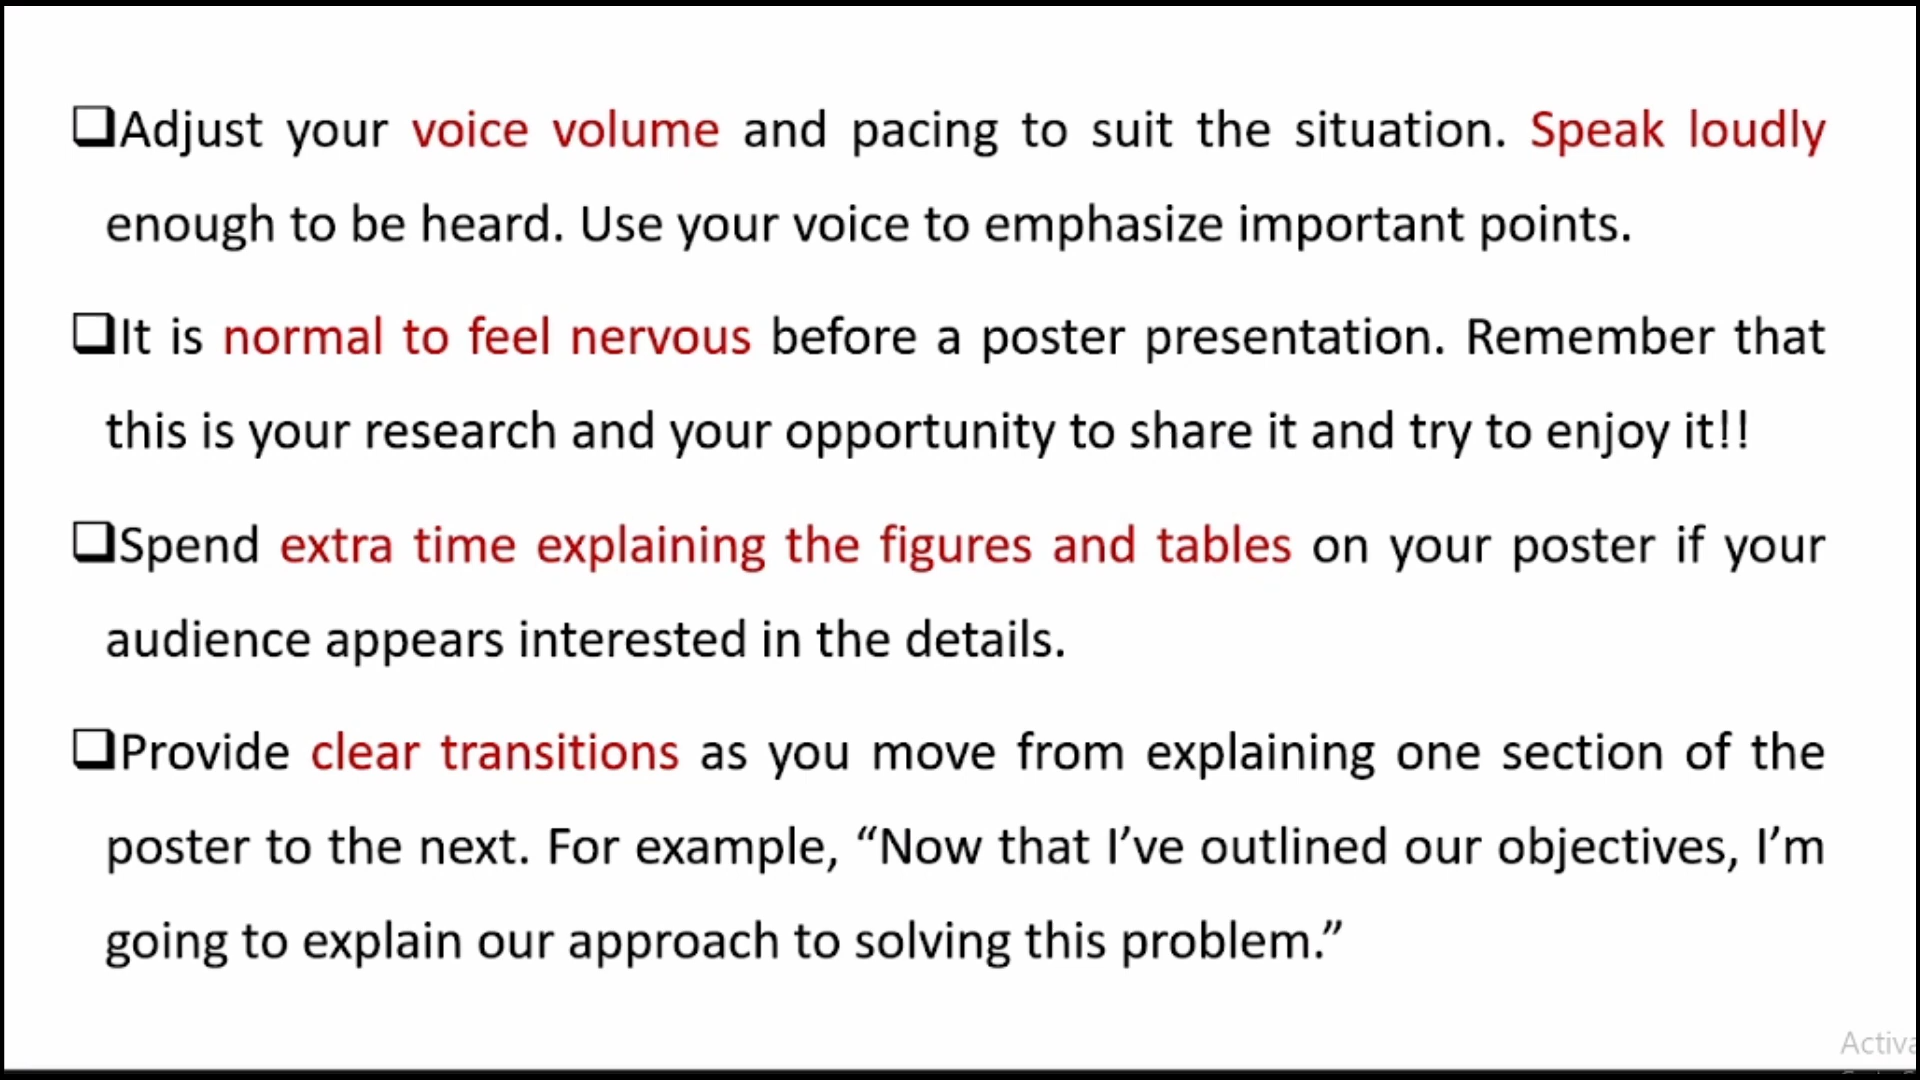 ❑Adjust your voice volume and pacing to suit the situation. Speak loudly
enough to be heard. Use your voice to emphasize important points.
❑It is normal to feel nervous before a poster presentation. Remember that
this is your research and your opportunity to share it and try to enjoy it!!
❑Spend extra time explaining the figures and tables on your poster if your
audience appears interested in the details.
❑Provide clear transitions as you move from explaining one section of the
poster to the next. For example, “Now that I’ve outlined our objectives, I’m
going to explain our approach to solving this problem.”
Activa